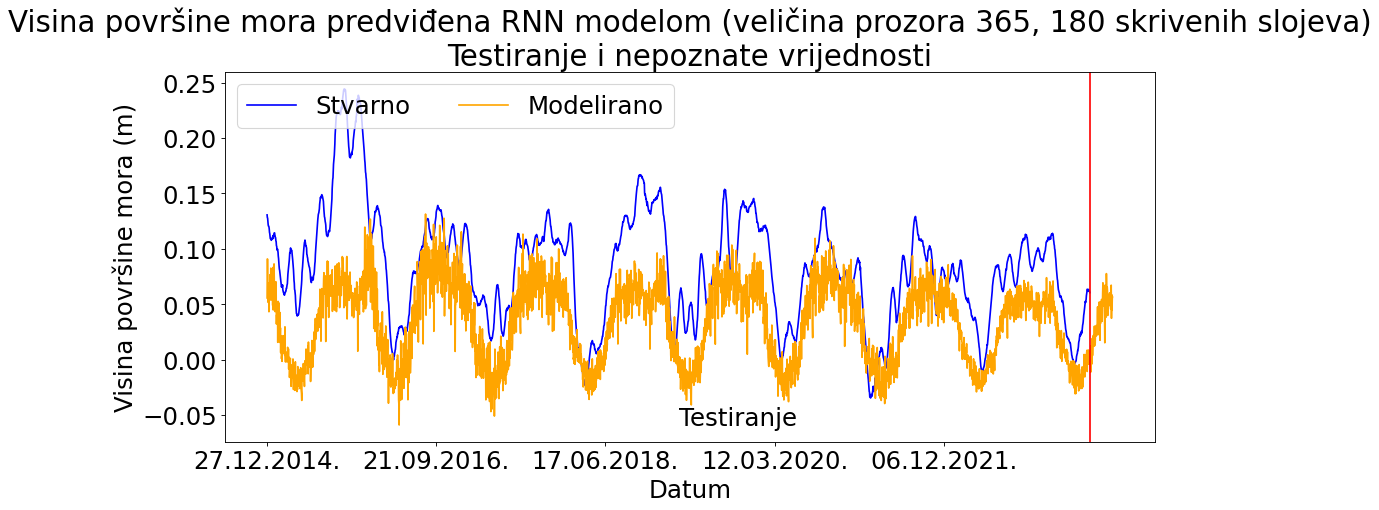 Visina površine mora predviđena RNN modelom (veličina prozora 365, 180 skrivenih slojeva)
Testiranje i nepoznate vrijednosti
Stvarno
Modelirano
Visina površine mora (m)
0.25
0.20
0.15
0.10
0.05
0.00
−0.05
Testiranje
27.12.2014.
21.09.2016.
17.06.2018.
12.03.2020.
06.12.2021.
Datum